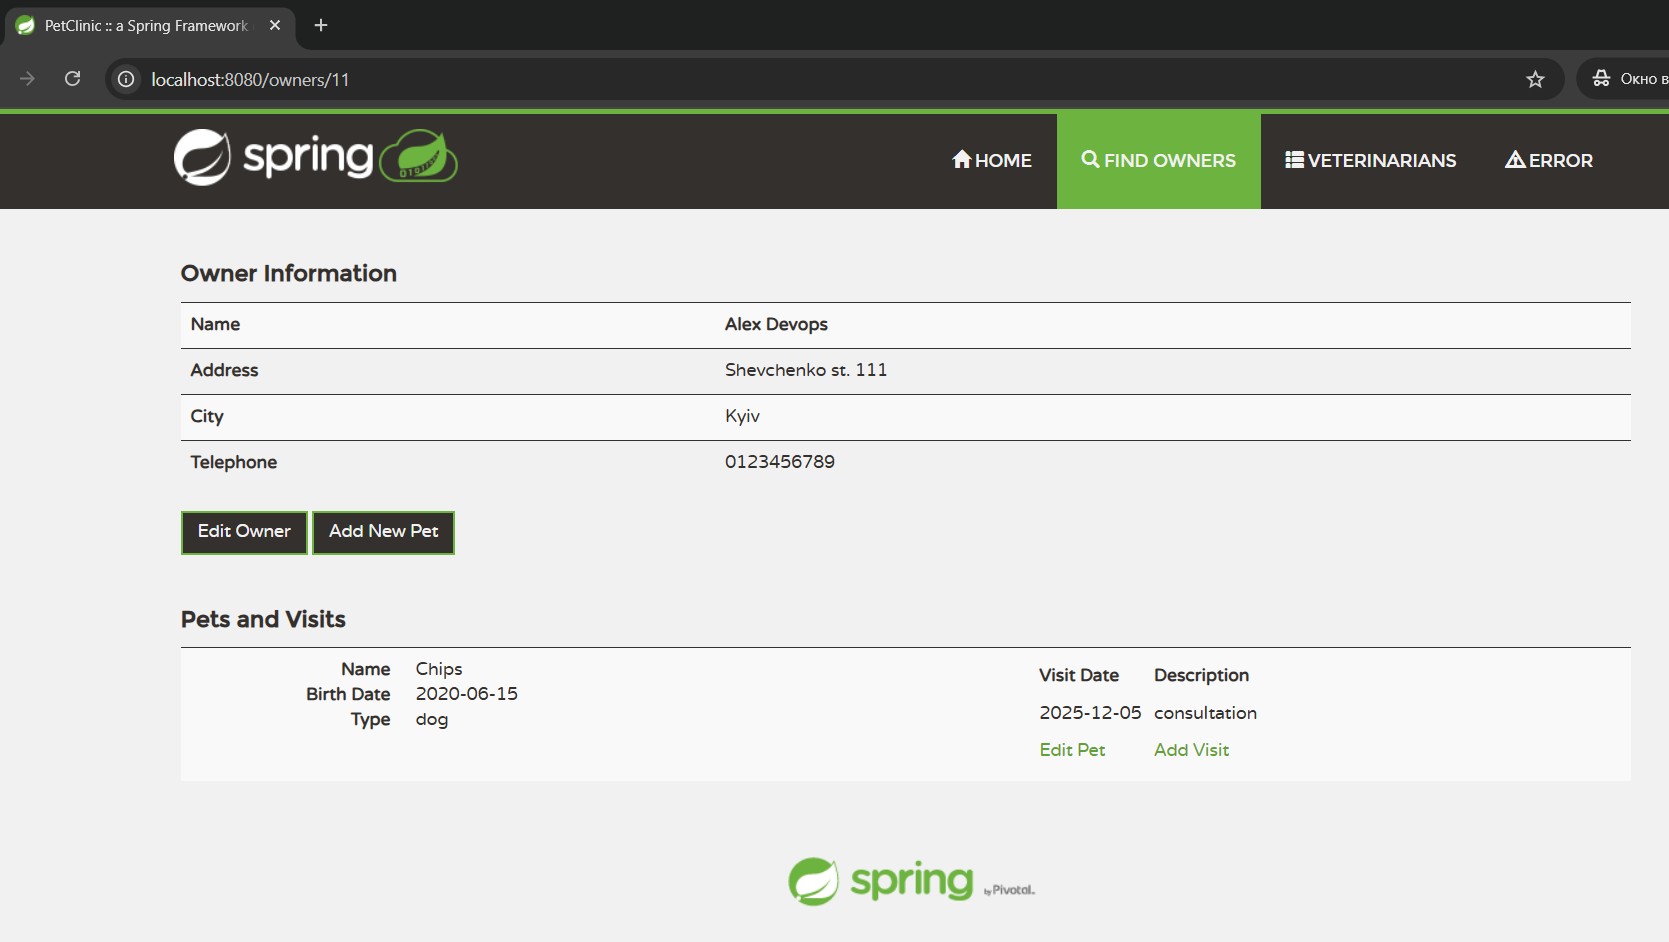 PetClinic :: a Spring Framework
localhost:8080/owners/11
Окно в
spring
HOME
FIND OWNERS
VETERINARIANS
ERROR
Owner Information
Name Alex Devops
Address Shevchenko st. 111
City Kyiv
Telephone 0123456789
Edit Owner Add New Pet
Pets and Visits
Name Chips
Birth Date 2020-06-15
Type dog
Visit Date Description
2025-12-05 consultation
Edit Pet Add Visit
spring by Pivotal.